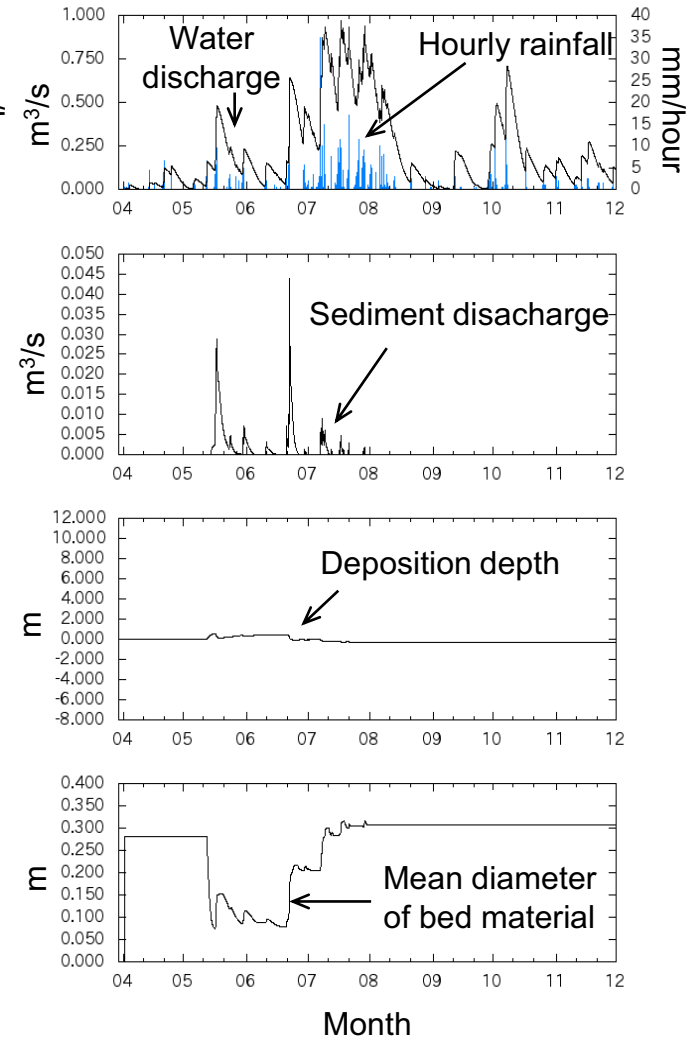 1.000
0.750
0.500
0.250
0.000
m³/s
Water
discharge
Hourly rainfall
40
35
30
25
20
15
10
5
0
mm/hour
04 05 06 07 08 09 10 11 12
0.050
0.045
0.040
0.035
0.030
0.025
0.020
0.015
0.010
0.005
0.000
m³/s
Sediment disacharge
04 05 06 07 08 09 10 11 12
12.000
10.000
8.000
6.000
4.000
2.000
0.000
-2.000
-4.000
-6.000
-8.000
m
Deposition depth
04 05 06 07 08 09 10 11 12
0.400
0.350
0.300
0.250
0.200
0.150
0.100
0.050
0.000
m
Mean diameter
of bed material
04 05 06 07 08 09 10 11 12
Month